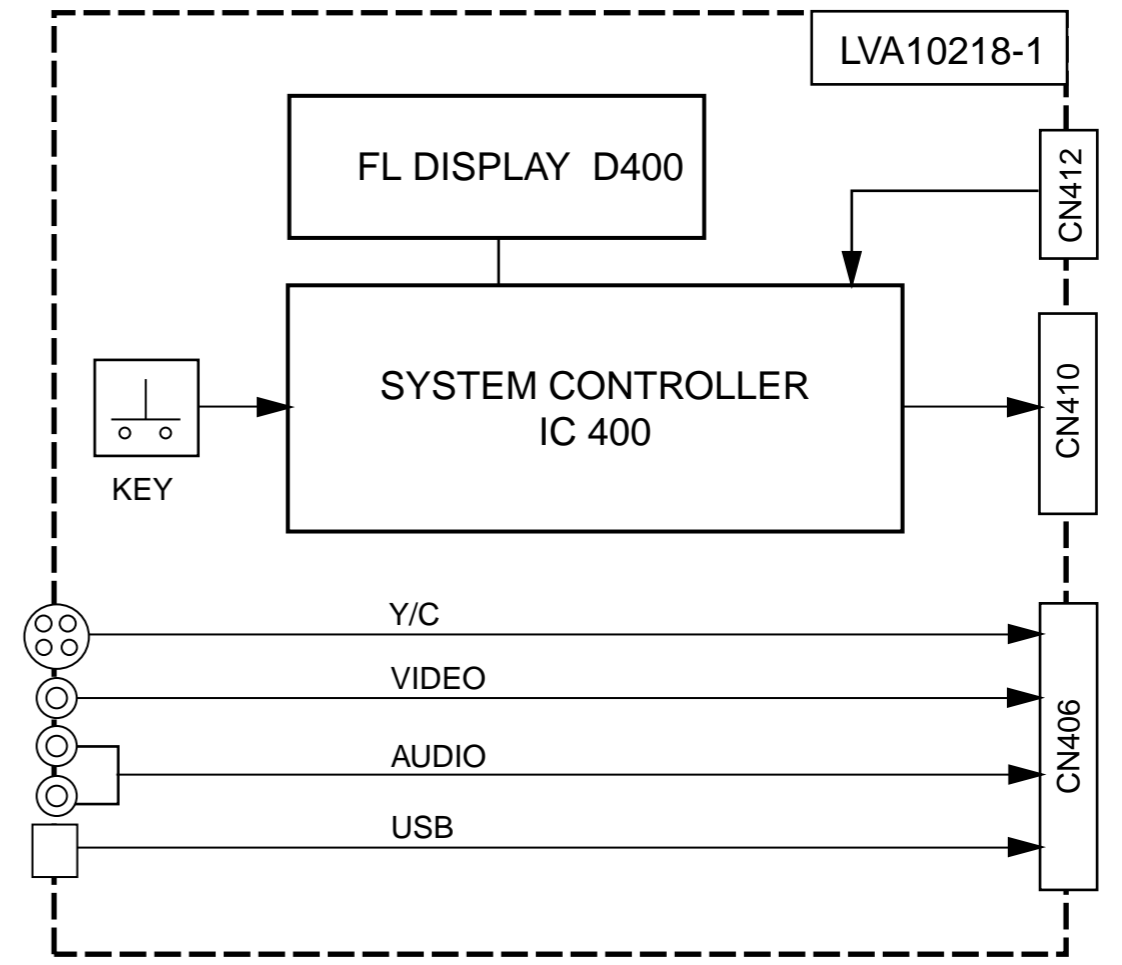 LVA10218-1
FL DISPLAY D400
CN412
SYSTEM CONTROLLER
IC 400
CN410
KEY
Y/C
VIDEO
AUDIO
USB
CN406